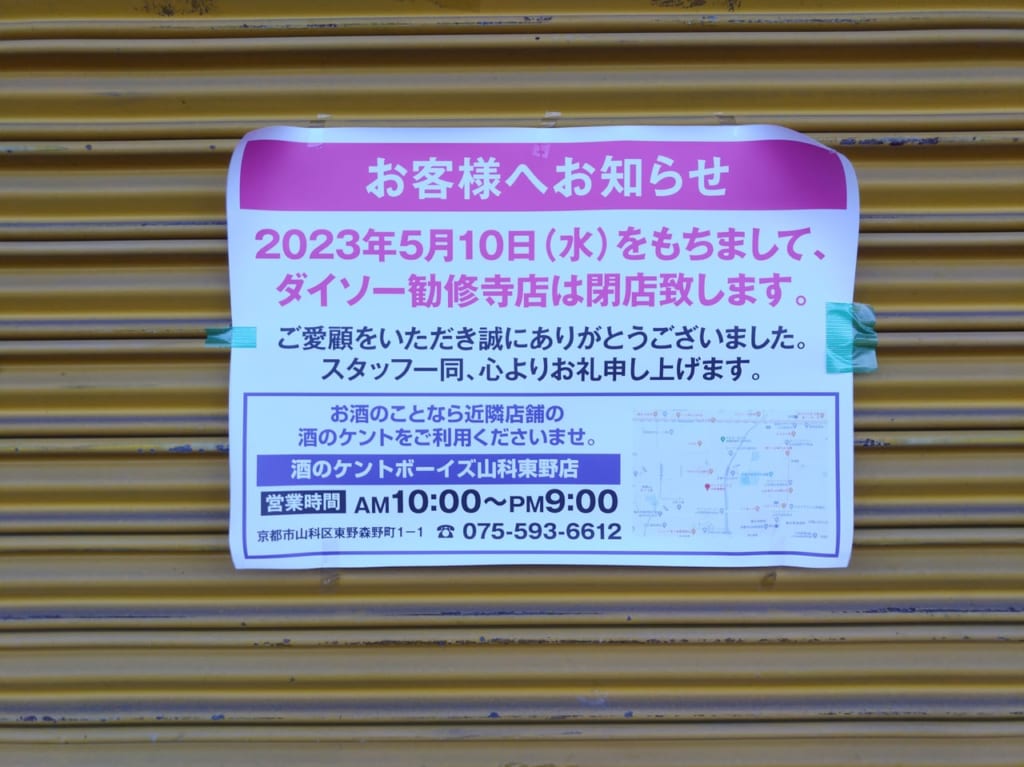 お客様へお知らせ
2023年5月10日（水）をもちまして、
ダイソー勧修寺店は閉店致します。
ご愛顧をいただき誠にありがとうございました。
スタッフ一同、心よりお礼申し上げます。
お酒のことなら近隣店舗の
酒のケントをご利用くださいませ。
酒のケントボーイズ山科東野店
営業時間 AM10:00〜PM9:00
京都市山科区東野森野町1−1 ☎ 075-593-6612